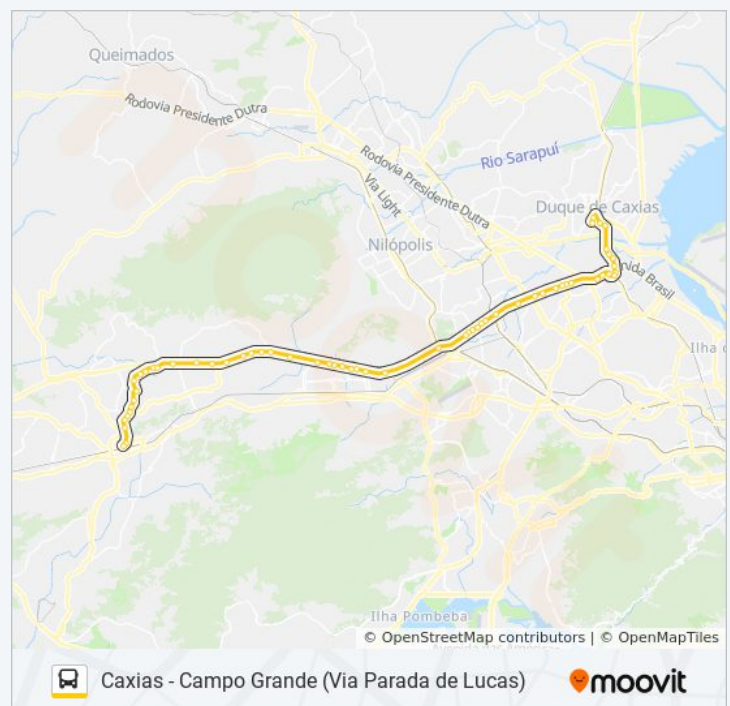 Queimados
Rodovia Presidente Dutra
Rodovia Presidente Dutra
Rio Sarapuí
Via Light
Duque de Caxias
Nilópolis
nida Brasil
Ilha
Ilha Pombeba
© OpenStreetMap contributors | © OpenMapTiles
Caxias - Campo Grande (Via Parada de Lucas)
moovit